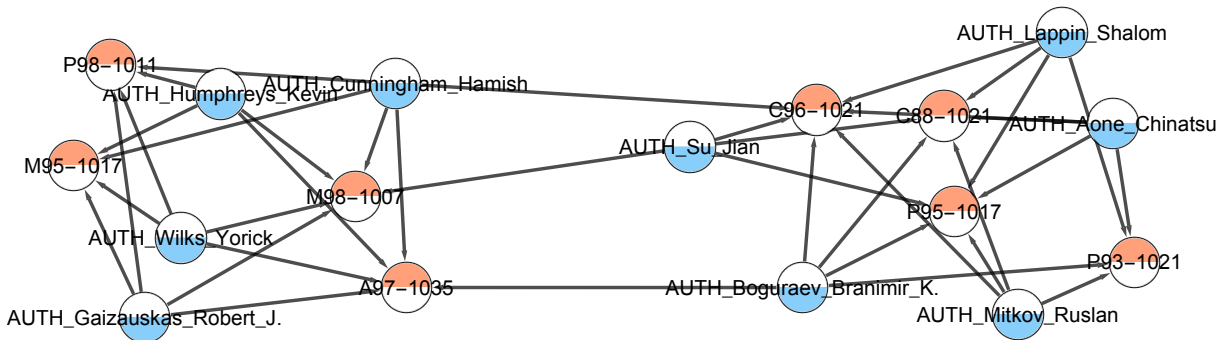 AUTH_Lappin_Shalom
P98−1011
AUTH_Cunningham_Hamish
AUTH_Humphreys_Kevin
C96−1021
C88−1021
AUTH_Aone_Chinatsu
AUTH_Su_Jian
M95−1017
M98−1007
P95−1017
AUTH_Wilks_Yorick
P93−1021
A97−1035
AUTH_Boguraev_Branimir_K.
AUTH_Gaizauskas_Robert_J.
AUTH_Mitkov_Ruslan